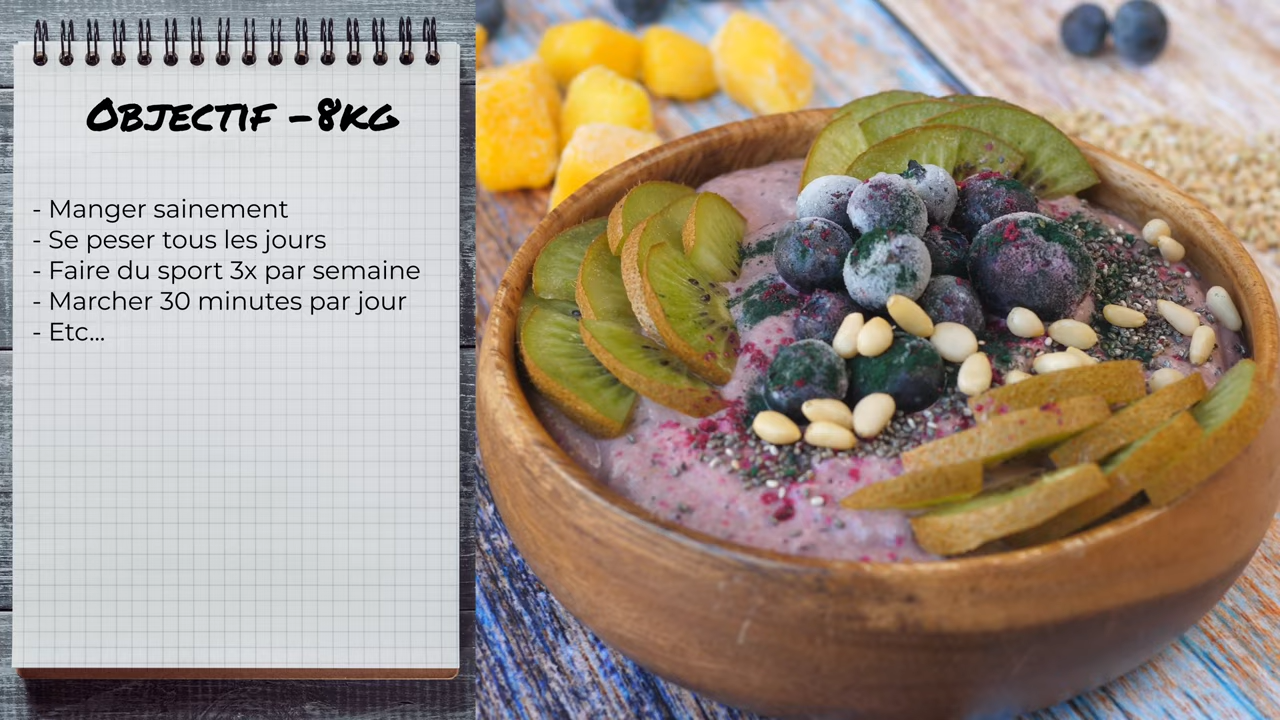 OBJECTIF -8KG
- Manger sainement
- Se peser tous les jours
- Faire du sport 3x par semaine
- Marcher 30 minutes par jour
- Etc...